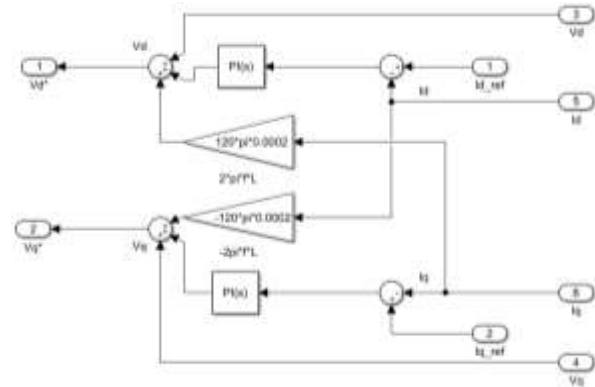 3
Vd
Vd
1
Vd*
PI(s)
1
Id_ref
Id
5
Id
120*pi*0.0002
2*pi*f*L
-120*pi*0.0002
-2pi*f*L
2
Vq*
Vq
PI(s)
Iq
6
Iq
2
Iq_ref
4
Vq